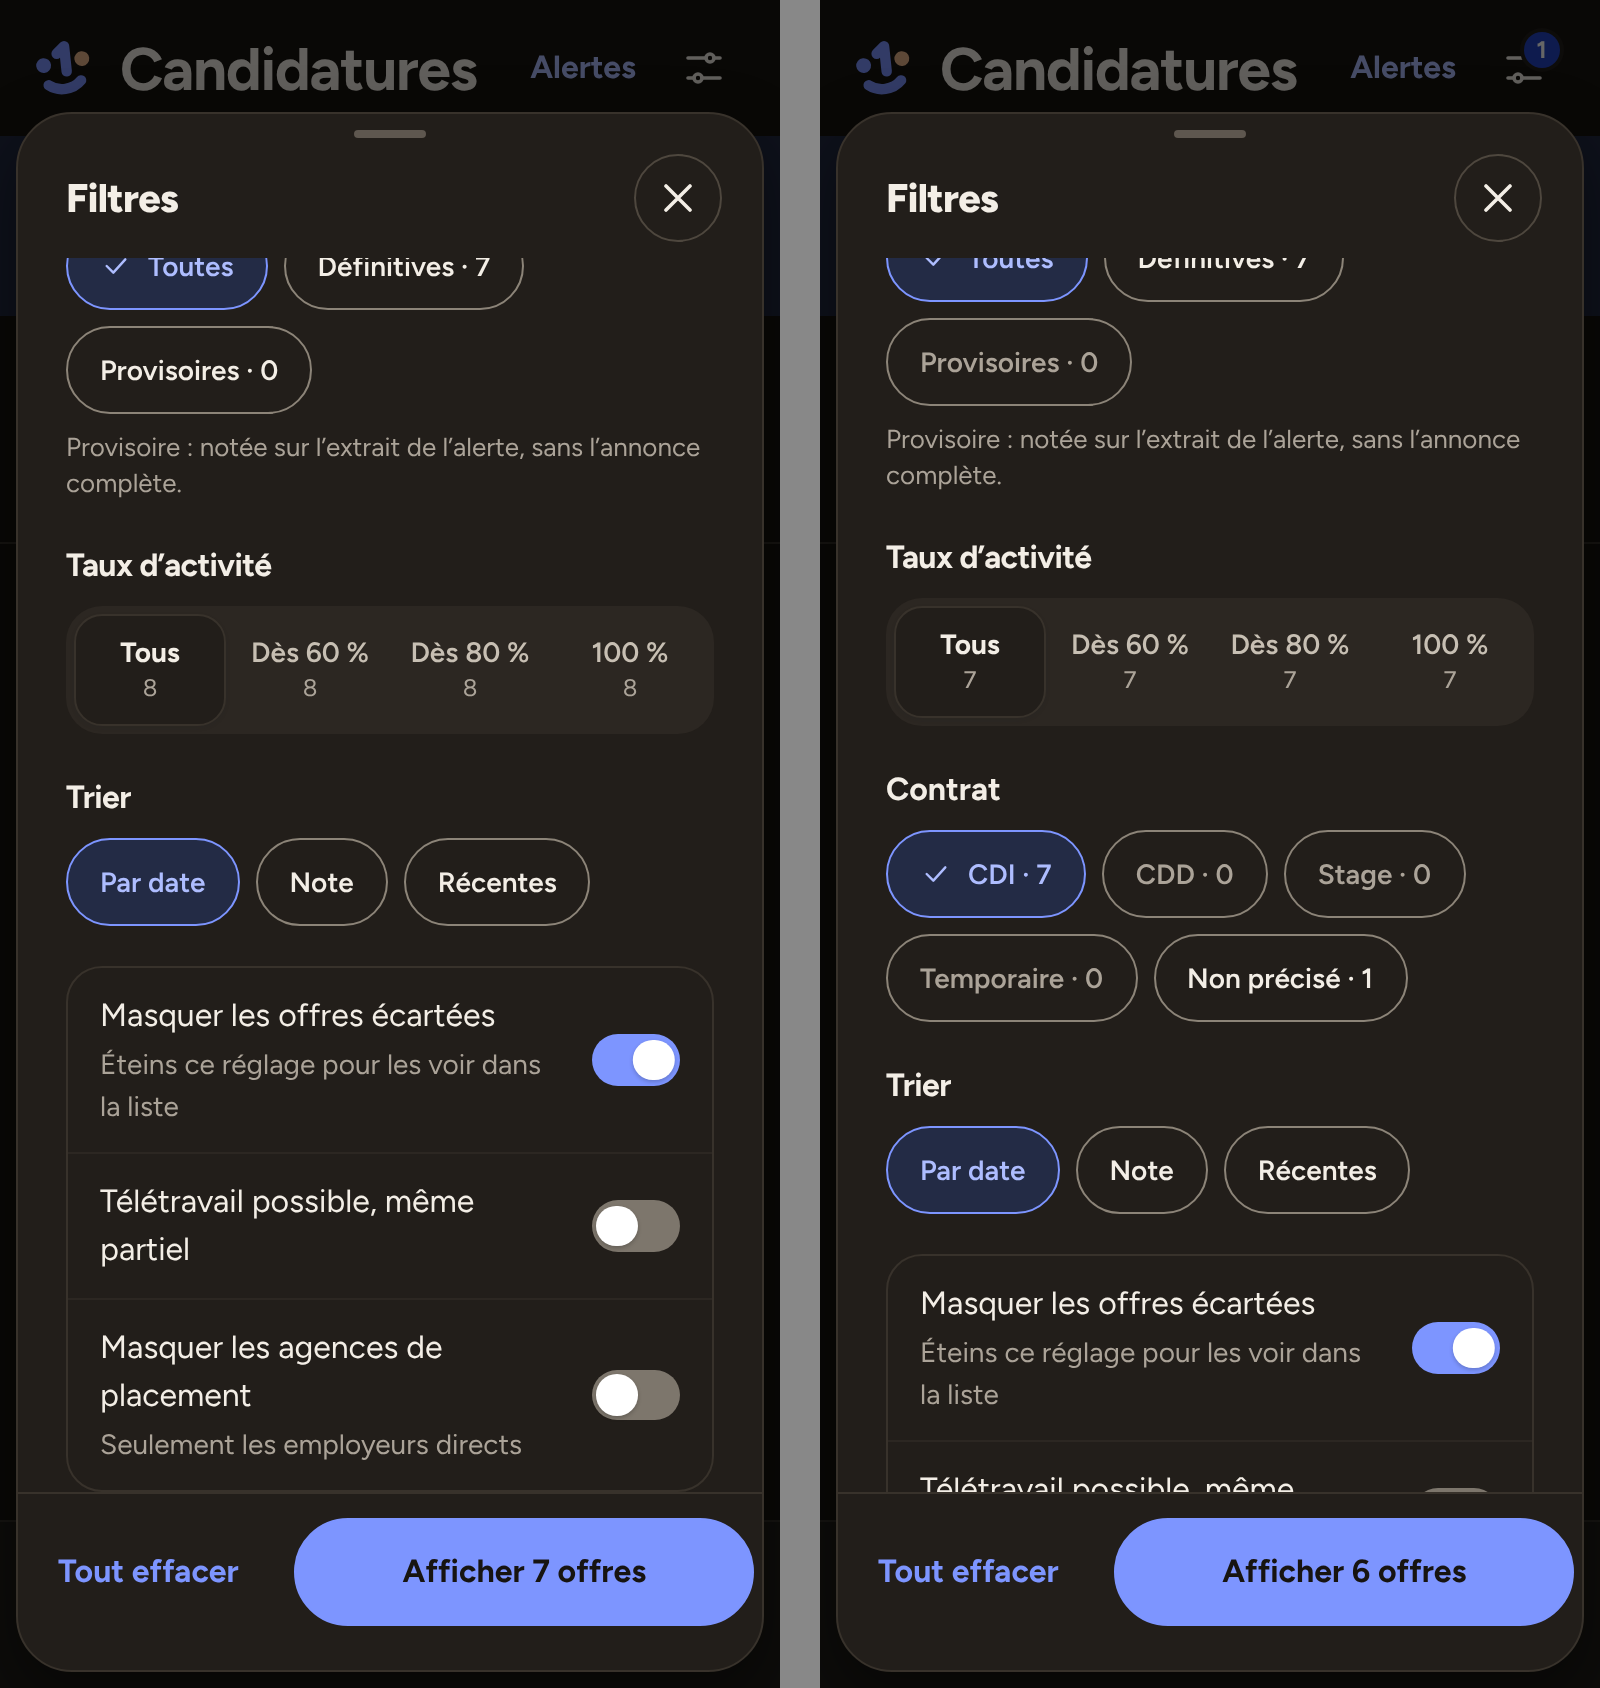 Candidatures
Alertes
Filtres
Toutes
Définitives · 7
Provisoires · 0
Provisoire : notée sur l’extrait de l’alerte, sans l’annonce
complète.
Taux d’activité
Tous
8
Dès 60 %
8
Dès 80 %
8
100 %
8
Trier
Par date
Note
Récentes
Masquer les offres écartées
Éteins ce réglage pour les voir dans
la liste
Télétravail possible, même
partiel
Masquer les agences de
placement
Seulement les employeurs directs
Tout effacer
Afficher 7 offres
Candidatures
Alertes
1
Filtres
Toutes
Définitives · 7
Provisoires · 0
Provisoire : notée sur l’extrait de l’alerte, sans l’annonce
complète.
Taux d’activité
Tous
7
Dès 60 %
7
Dès 80 %
7
100 %
7
Contrat
CDI · 7
CDD · 0
Stage · 0
Temporaire · 0
Non précisé · 1
Trier
Par date
Note
Récentes
Masquer les offres écartées
Éteins ce réglage pour les voir dans
la liste
Télétravail possible, même
Tout effacer
Afficher 6 offres